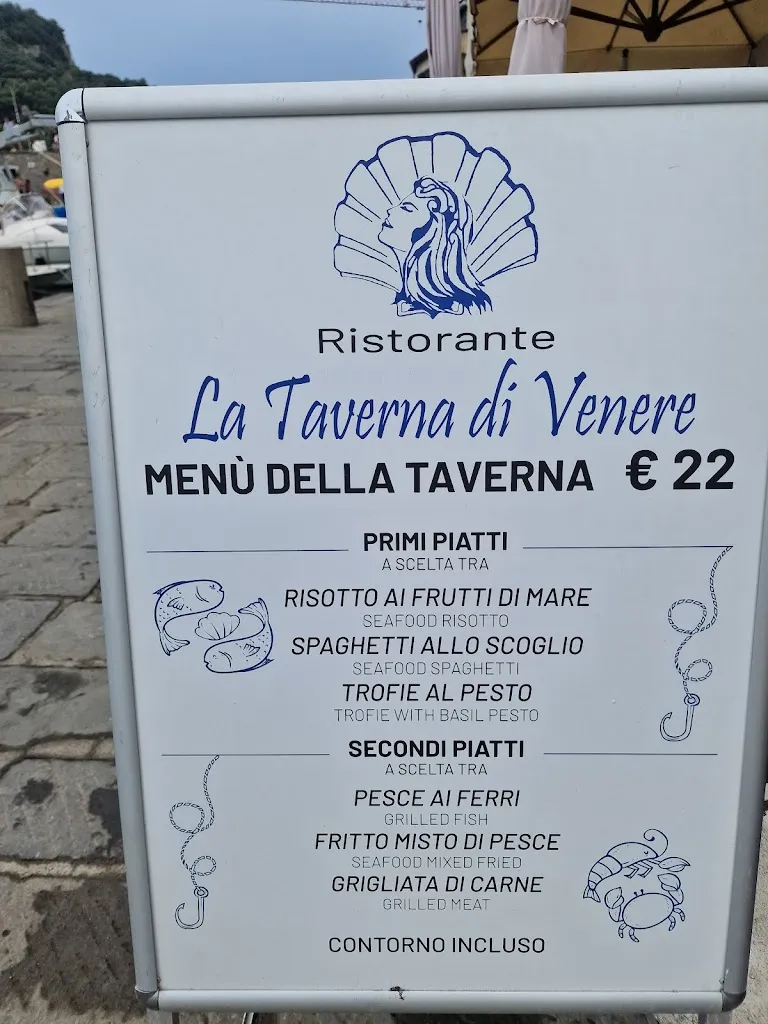 Ristorante
La Taverna di Venere
MENÙ DELLA TAVERNA € 22
PRIMI PIATTI
A SCELTA TRA
RISOTTO AI FRUTTI DI MARE
SEAFOOD RISOTTO
SPAGHETTI ALLO SCOGLIO
SEAFOOD SPAGHETTI
TROFIE AL PESTO
TROFIE WITH BASIL PESTO
SECONDI PIATTI
A SCELTA TRA
PESCE AI FERRI
GRILLED FISH
FRITTO MISTO DI PESCE
SEAFOOD MIXED FRIED
GRIGLIATA DI CARNE
GRILLED MEAT
CONTORNO INCLUSO